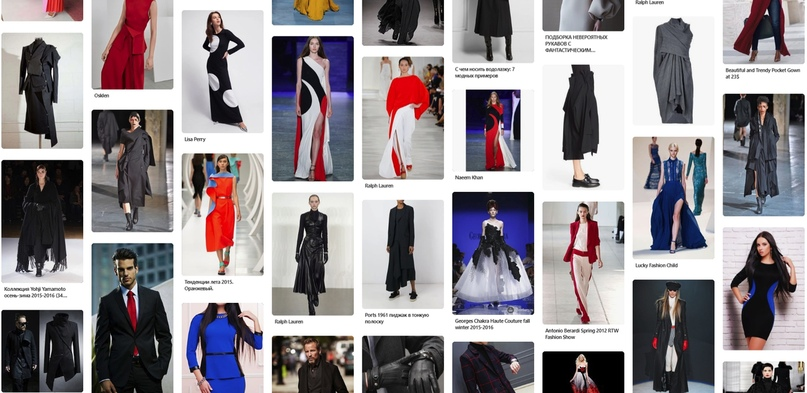 Коллекция Yohji Yamamoto
осень-зима 2015-2016 (34...
Osklen
Lisa Perry
Тенденции лета 2015.
Оранжевый.
Ralph Lauren
Ralph Lauren
Ports 1961 пиджак в тонкую
полоску
С чем носить водолазку: 7
модных примеров
Naeem Khan
Georges Chakra Haute Couture fall
winter 2015-2016
ПОДБОРКА НЕВЕРОЯТНЫХ
РУКАВОВ С
ФАНТАСТИЧЕСКИМ...
Antonio Berardi Spring 2012 RTW
Fashion Show
Ralph Lauren
Lucky Fashion Child
Beautiful and Trendy Pocket Gown
at 23$